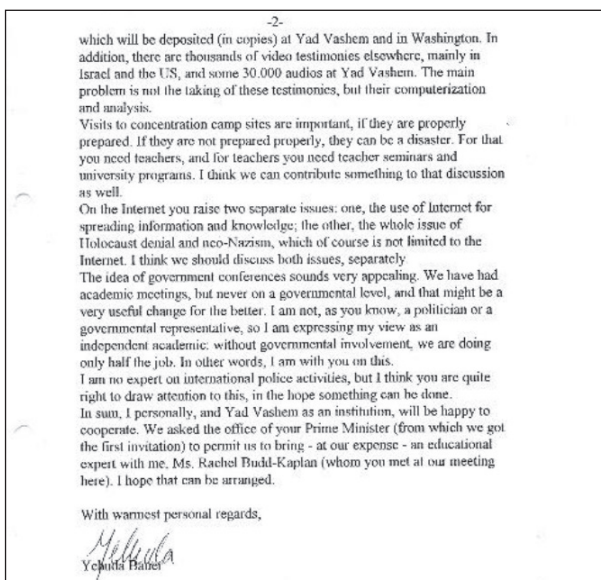 -2-
which will be deposited (in copies) at Yad Vashem and in Washington. In
addition, there are thousands of video testimonies elsewhere, mainly in
Israel and the US, and some 30.000 audios at Yad Vashem. The main
problem is not the taking of these testimonies, but their computerization
and analysis.
Visits to concentration camp sites are important, if they are properly
prepared. If they are not prepared properly, they can be a disaster. For that
you need teachers, and for teachers you need teacher seminars and
university programs. I think we can contribute something to that discussion
as well.
On the Internet you raise two separate issues: one, the use of Internet for
spreading information and knowledge; the other, the whole issue of
Holocaust denial and neo-Nazism, which of course is not limited to the
Internet. I think we should discuss both issues, separately
The idea of government conferences sounds very appealing. We have had
academic meetings, but never on a governmental level, and that might be a
very useful change for the better. I am not, as you know, a politician or a
governmental representative, so I am expressing my view as an
independent academic: without governmental involvement, we are doing
only half the job. In other words, I am with you on this.
I am no expert on international police activities, but I think you are quite
right to draw attention to this, in the hope something can be done.
In sum, I personally, and Yad Vashem as an institution, will be happy to
cooperate. We asked the office of your Prime Minister (from which we got
the first invitation) to permit us to bring - at our expense - an educational
expert with me, Ms. Rachel Budd-Kaplan (whom you met at our meeting
here). I hope that can be arranged.
With warmest personal regards,
Yehuda
Yehuda Bauer